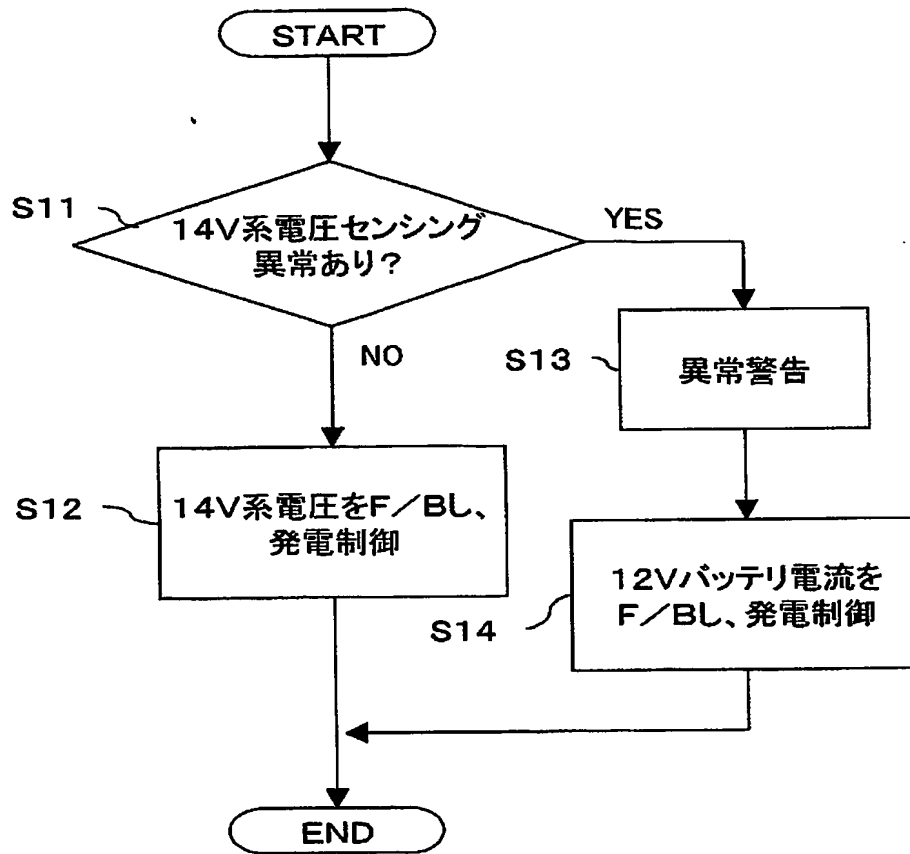 START
S11
14V系電圧センシング
異常あり?
YES
NO
S13
異常警告
S12
14V系電圧をF／Bし、
発電制御
12Vバッテリ電流を
F／Bし、発電制御
S14
END